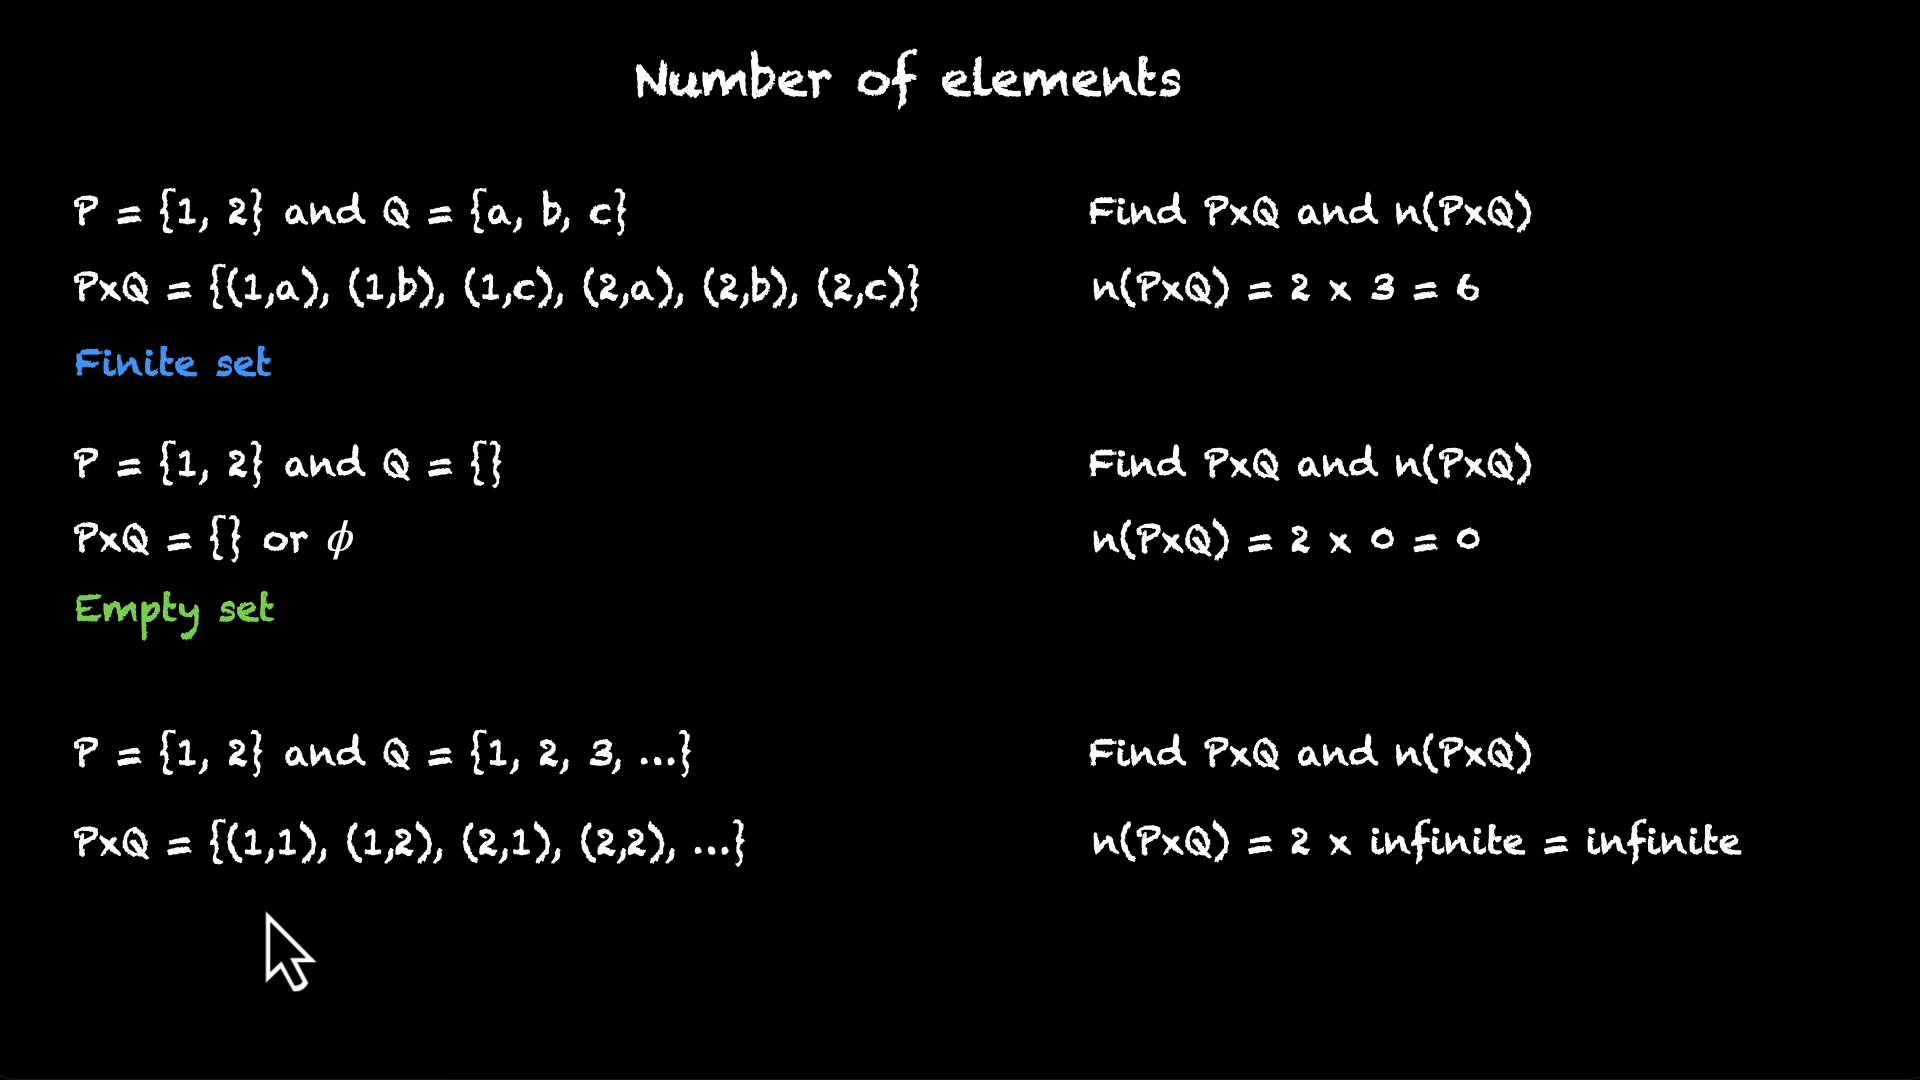 Number of elements
P = {1, 2} and Q = {a, b, c}
Find PxQ and n(PxQ)
PxQ = {(1,a), (1,b), (1,c), (2,a), (2,b), (2,c)}
n(PxQ) = 2 x 3 = 6
Finite set
P = {1, 2} and Q = {}
Find PxQ and n(PxQ)
PxQ = {} or ϕ
n(PxQ) = 2 x 0 = 0
Empty set
P = {1, 2} and Q = {1, 2, 3, ...}
Find PxQ and n(PxQ)
PxQ = {(1,1), (1,2), (2,1), (2,2), ...}
n(PxQ) = 2 x infinite = infinite